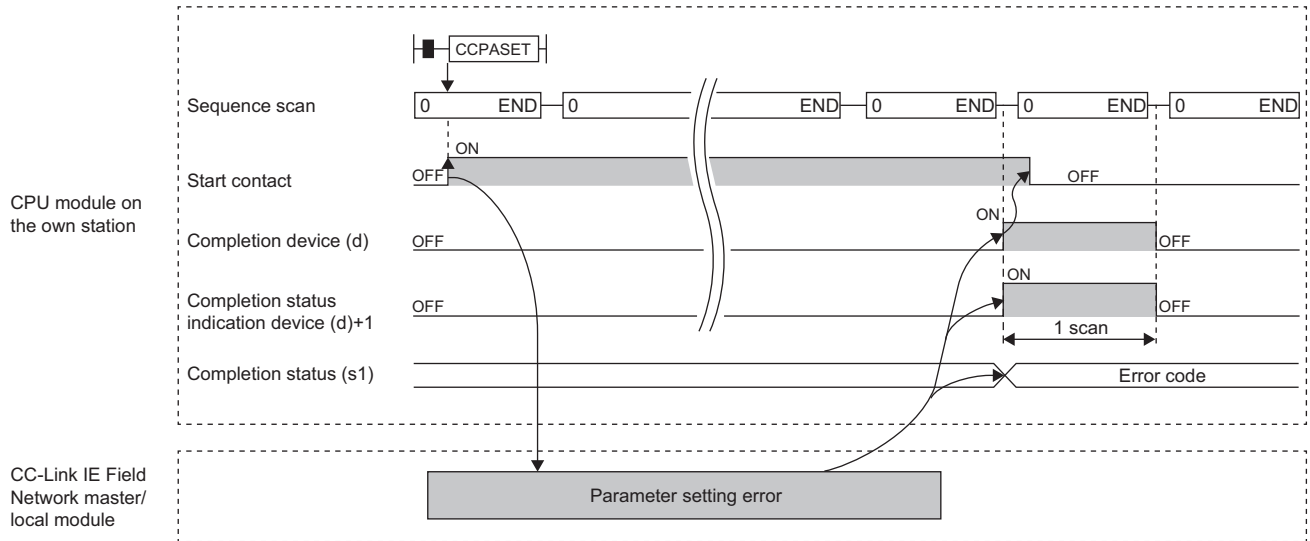 CCPASET
Sequence scan
0 END 0 END 0 END 0 END 0 END
ON
Start contact
OFF
OFF
CPU module on
the own station
ON
Completion device (d)
OFF
OFF
ON
Completion status
indication device (d)+1
OFF
OFF
1 scan
Completion status (s1)
Error code
CC-Link IE Field
Network master/
local module
Parameter setting error